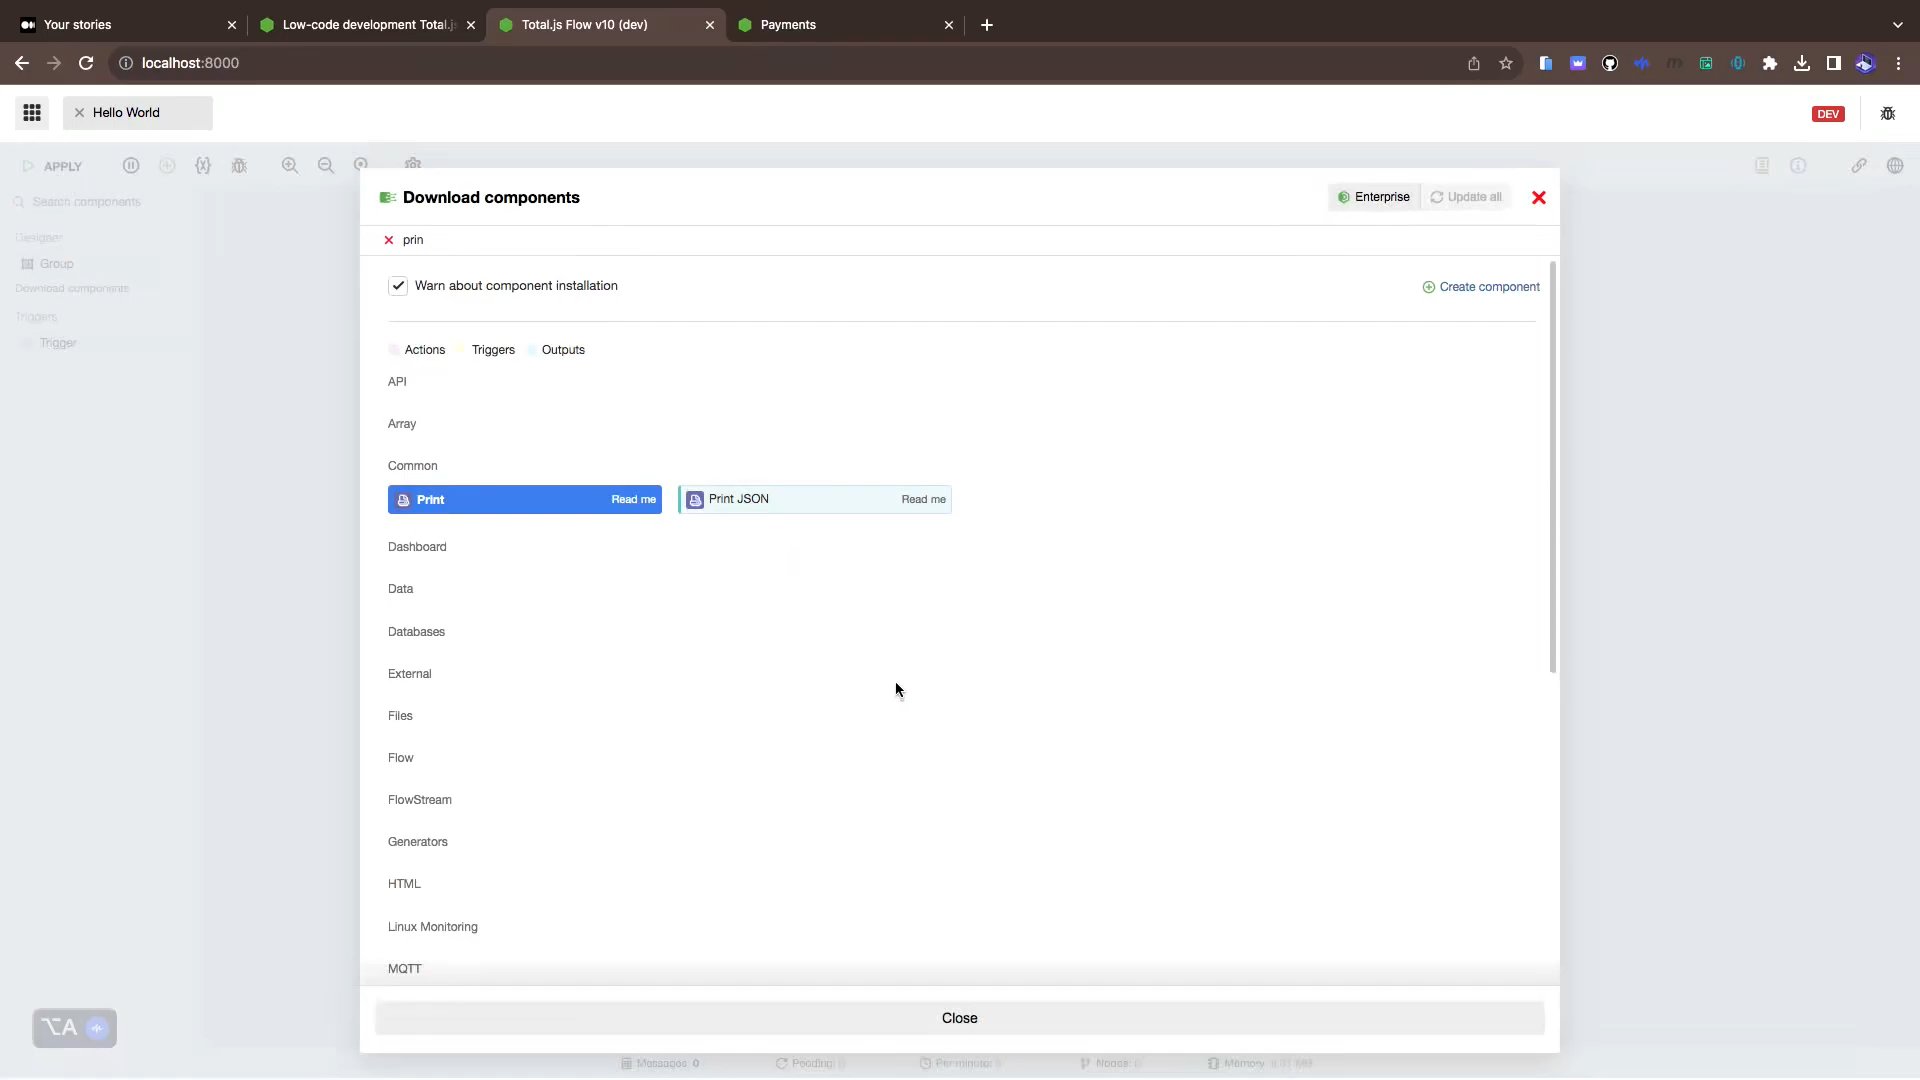 Your stories
Low-code development Total.js
Total.js Flow v10 (dev)
Payments
localhost:8000
Hello World
DEV
APPLY
Search components
Designer
Group
Download components
Triggers
Trigger
Download components
Enterprise
Update all
prin
Warn about component installation
Create component
Actions
Triggers
Outputs
API
Array
Common
Print
Read me
Print JSON
Read me
Dashboard
Data
Databases
External
Files
Flow
FlowStream
Generators
HTML
Linux Monitoring
MQTT
Close
⌥A
Messages: 0
Pending:
Per minute:
Memory: